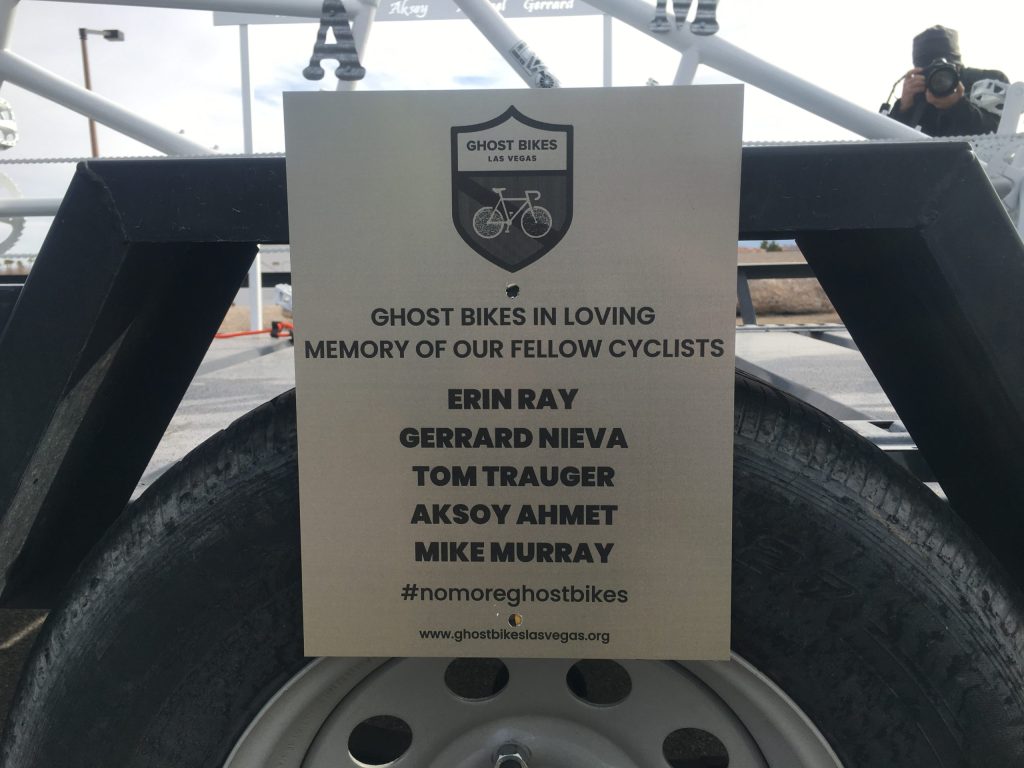 Aksoy Gerrard
A
LVC
GHOST BIKES
LAS VEGAS
GHOST BIKES IN LOVING
MEMORY OF OUR FELLOW CYCLISTS
ERIN RAY
GERRARD NIEVA
TOM TRAUGER
AKSOY AHMET
MIKE MURRAY
#nomoreghostbikes
www.ghostbikeslasvegas.org